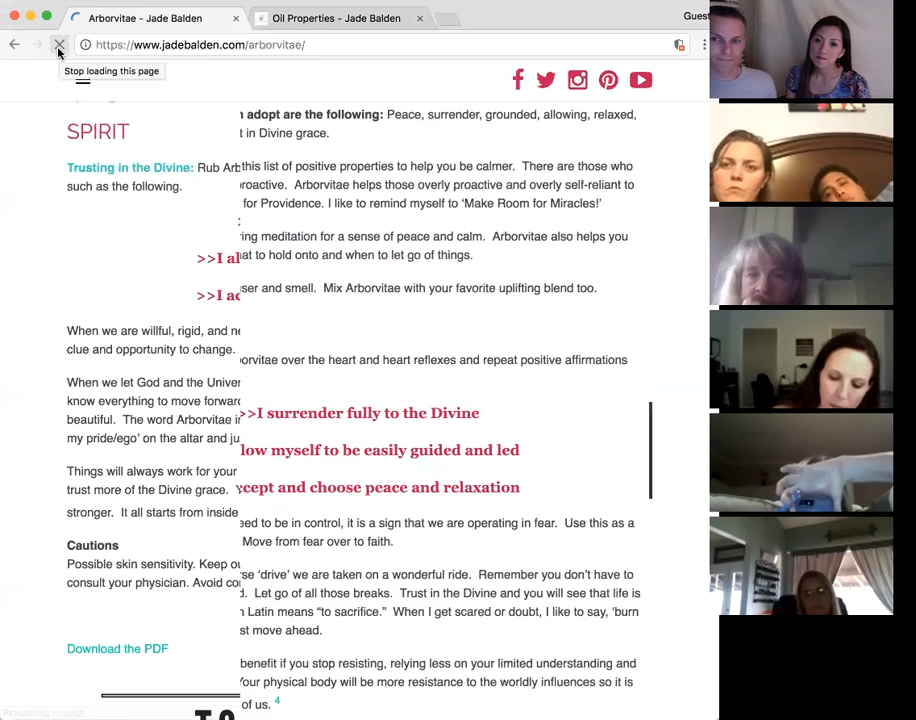 Arborvitae - Jade Balden
Oil Properties - Jade Balden
Guest
https://www.jadebalden.com/arborvitae/
Stop loading this page
SPIRIT
Trusting in the Divine: Rub Arb
such as the following.
>>I al
>>I ac
When we are willful, rigid, and ne
clue and opportunity to change.
When we let God and the Univer
know everything to move forward
beautiful. The word Arborvitae in
my pride/ego' on the altar and ju
Things will always work for your
trust more of the Divine grace. Y
stronger. It all starts from inside
Cautions
Possible skin sensitivity. Keep ou
consult your physician. Avoid co
Download the PDF
adopt are the following: Peace, surrender, grounded, allowing, relaxed,
t in Divine grace.
this list of positive properties to help you be calmer. There are those who
roactive. Arborvitae helps those overly proactive and overly self-reliant to
for Providence. I like to remind myself to 'Make Room for Miracles!'
ring meditation for a sense of peace and calm. Arborvitae also helps you
at to hold onto and when to let go of things.
ser and smell. Mix Arborvitae with your favorite uplifting blend too.
orvitae over the heart and heart reflexes and repeat positive affirmations
>>I surrender fully to the Divine
low myself to be easily guided and led
ccept and choose peace and relaxation
eed to be in control, it is a sign that we are operating in fear. Use this as a
Move from fear over to faith.
se 'drive' we are taken on a wonderful ride. Remember you don't have to
d. Let go of all those breaks. Trust in the Divine and you will see that life is
n Latin means "to sacrifice." When I get scared or doubt, I like to say, 'burn
st move ahead.
benefit if you stop resisting, relying less on your limited understanding and
Your physical body will be more resistance to the worldly influences so it is
of us. 4